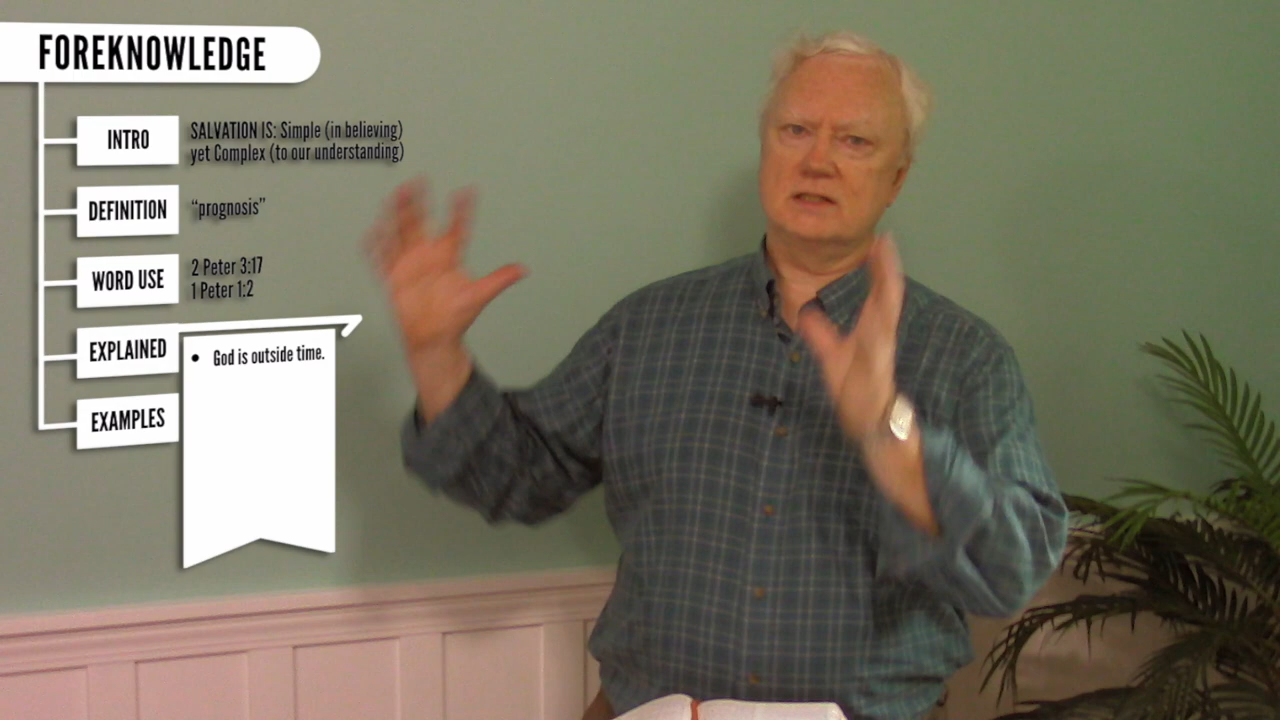 FOREKNOWLEDGE
INTRO
SALVATION IS: Simple (in believing)
yet Complex (to our understanding)
DEFINITION
“prognosis”
WORD USE
2 Peter 3:17
1 Peter 1:2
EXPLAINED
• God is outside time.
EXAMPLES